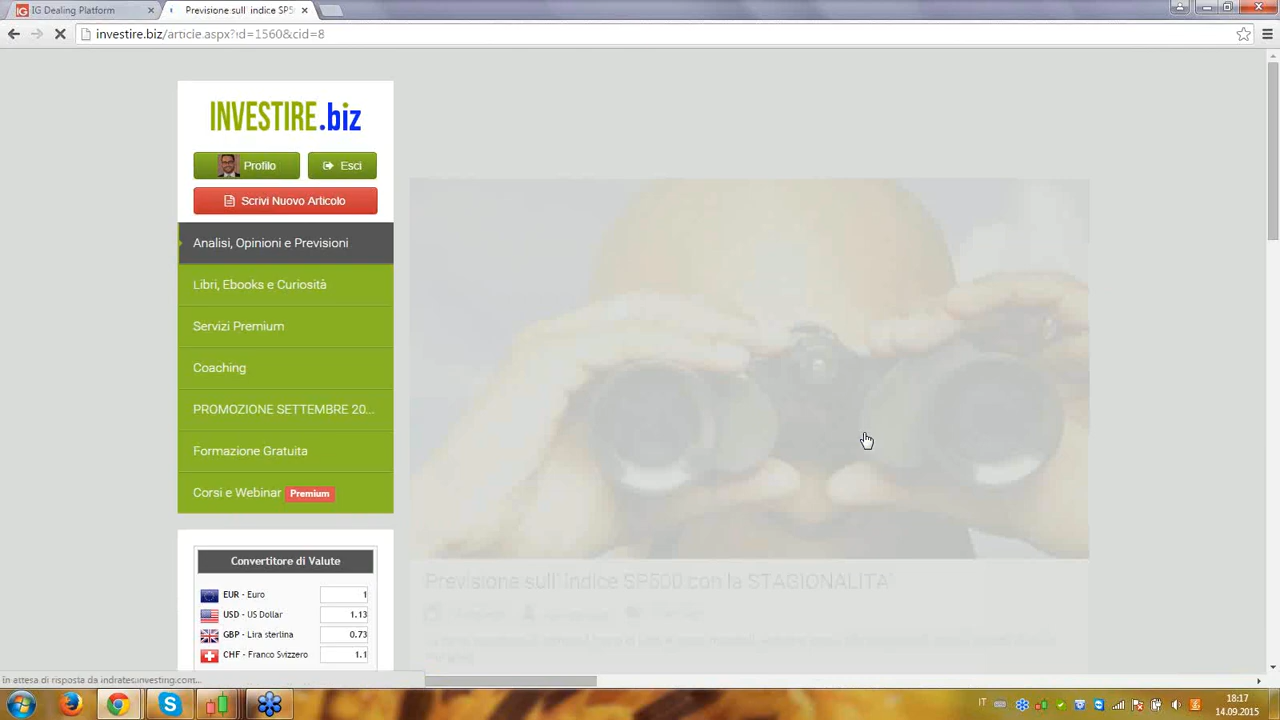 IG Dealing Platform
Previsione sull' indice SP5
investire.biz/article.aspx?id=1560&cid=8
INVESTIRE.biz
Profilo
Esci
Scrivi Nuovo Articolo
Analisi, Opinioni e Previsioni
Libri, Ebooks e Curiosità
Servizi Premium
Coaching
PROMOZIONE SETTEMBRE 20...
Formazione Gratuita
Corsi e Webinar Premium
Convertitore di Valute
EUR - Euro 1
USD - US Dollar 1.13
GBP - Lira sterlina 0.73
CHF - Franco Svizzero 1.1
Previsione sull' indice SP500 con la STAGIONALITA'
In attesa di risposta da indrates.investing.com...
IT
18:17
14.09.2015